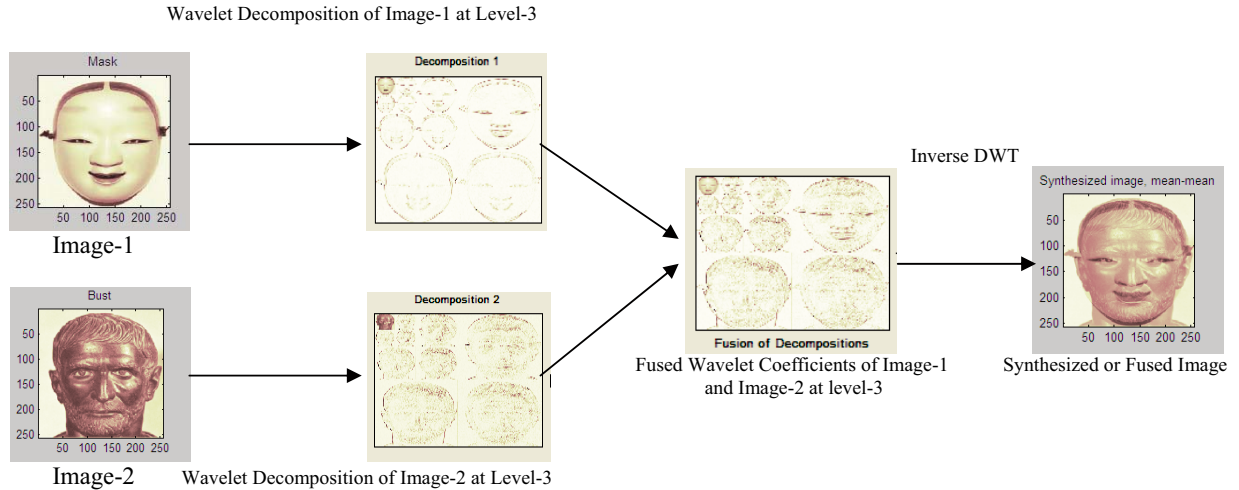 Wavelet Decomposition of Image-1 at Level-3
Mask
50
100
150
200
250
50 100 150 200 250
Image-1
Decomposition 1
Bust
50
100
150
200
250
50 100 150 200 250
Image-2
Decomposition 2
Wavelet Decomposition of Image-2 at Level-3
Fusion of Decompositions
Fused Wavelet Coefficients of Image-1
and Image-2 at level-3
Inverse DWT
Synthesized image, mean-mean
50
100
150
200
250
50 100 150 200 250
Synthesized or Fused Image